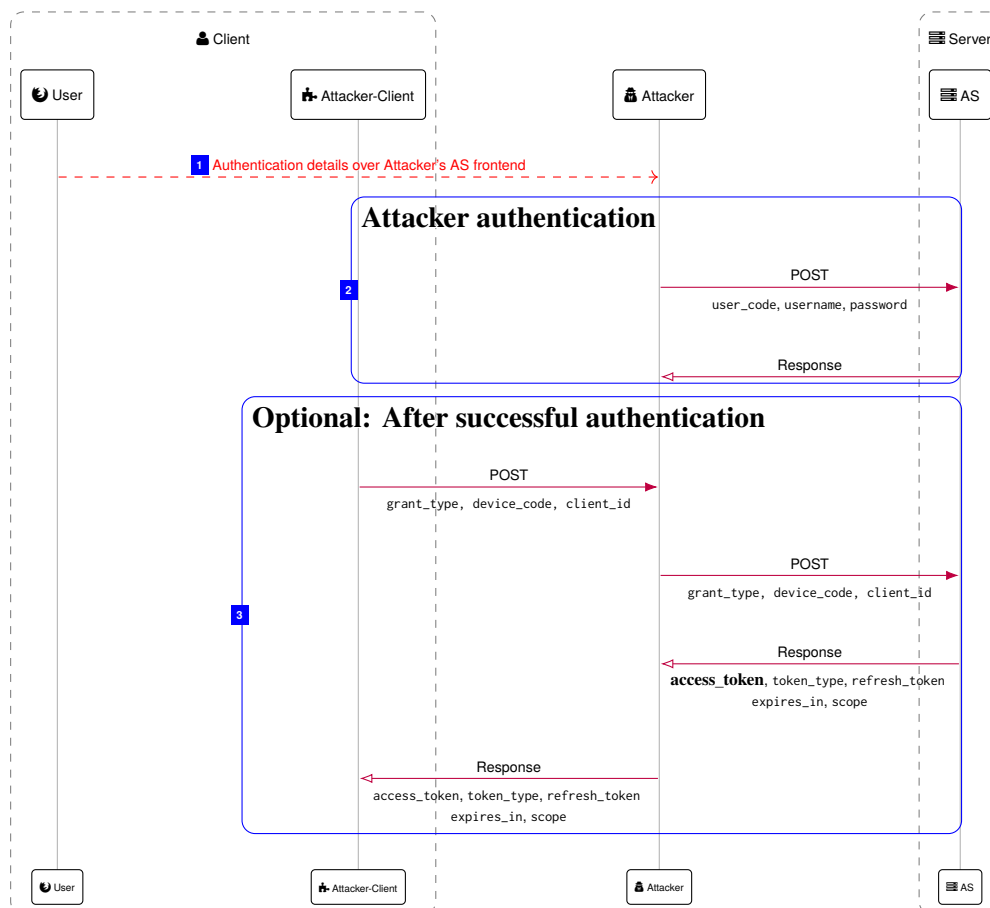 Client
Server
User
Attacker-Client
Attacker
AS
1 Authentication details over Attacker's AS frontend
Attacker authentication
2
POST
user_code, username, password
Response
Optional: After successful authentication
POST
grant_type, device_code, client_id
POST
grant_type, device_code, client_id
3
Response
access_token, token_type, refresh_token
expires_in, scope
Response
access_token, token_type, refresh_token
expires_in, scope
User
Attacker-Client
Attacker
AS